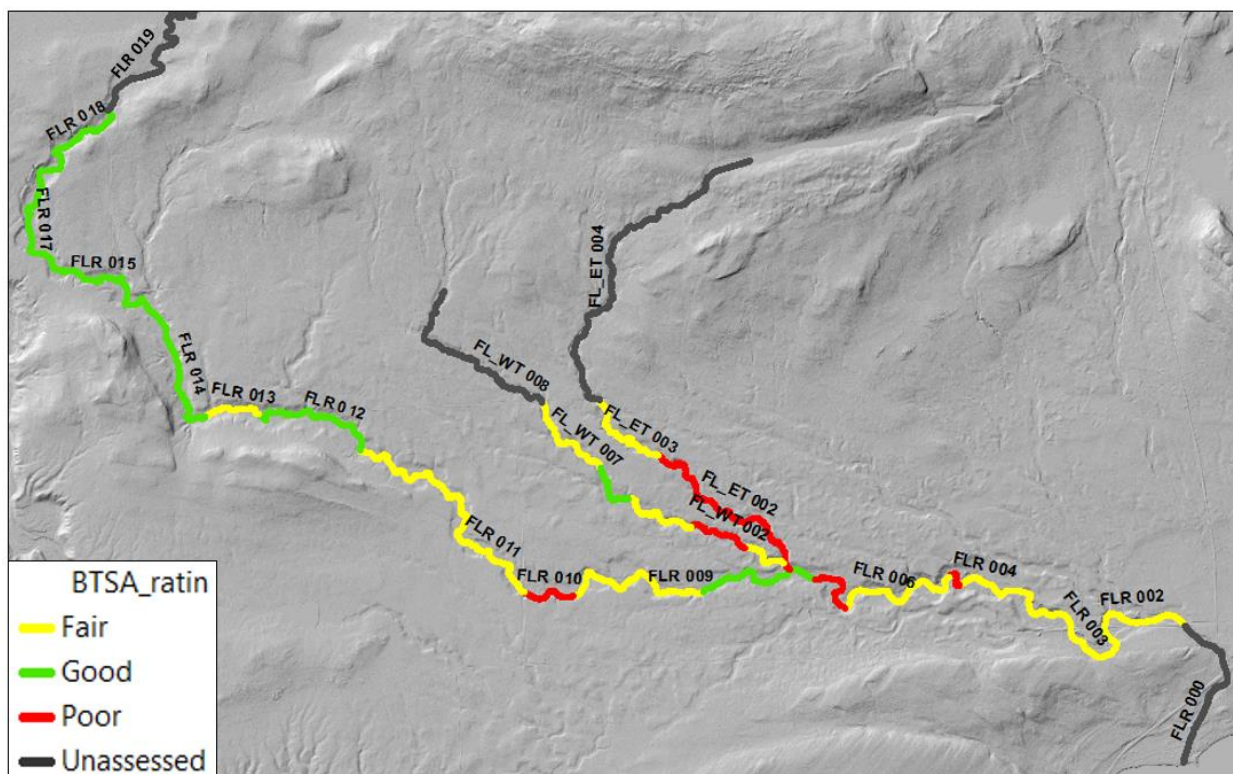 FLR 019
FLR 018
FLR 017
FLR 015
FLR 014
FLR 013
FLR 012
FL_ET 004
FL_WT 008
FL_WT 007
FL_ET 003
FL_ET 002
FL_WT 002
FLR 011
FLR 010
FLR 009
FLR 006
FLR 004
FLR 003
FLR 002
FLR 000
BTSA_ratin
Fair
Good
Poor
Unassessed